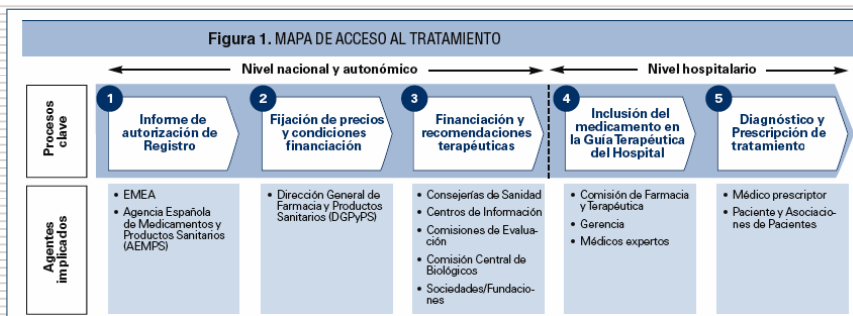 Figura 1. MAPA DE ACCESO AL TRATAMIENTO
Nivel nacional y autonómico
Nivel hospitalario
Procesos
clave
1
Informe de
autorización de
Registro
2
Fijación de precios
y condiciones
financiación
3
Financiación y
recomendaciones
terapéuticas
4
Inclusión del
medicamento en
la Guía Terapéutica
del Hospital
5
Diagnóstico y
Prescripción de
tratamiento
Agentes
implicados
• EMEA
• Agencia Española
de Medicamentos y
Productos Sanitarios
(AEMPS)
• Dirección General de
Farmacia y Productos
Sanitarios (DGPyPS)
• Consejerías de Sanidad
• Centros de Información
• Comisiones de Evalua-
ción
• Comisión Central de
Biológicos
• Sociedades/Fundacio-
nes
• Comisión de Farmacia
y Terapéutica
• Gerencia
• Médicos expertos
• Médico prescriptor
• Paciente y Asociacio-
nes de Pacientes